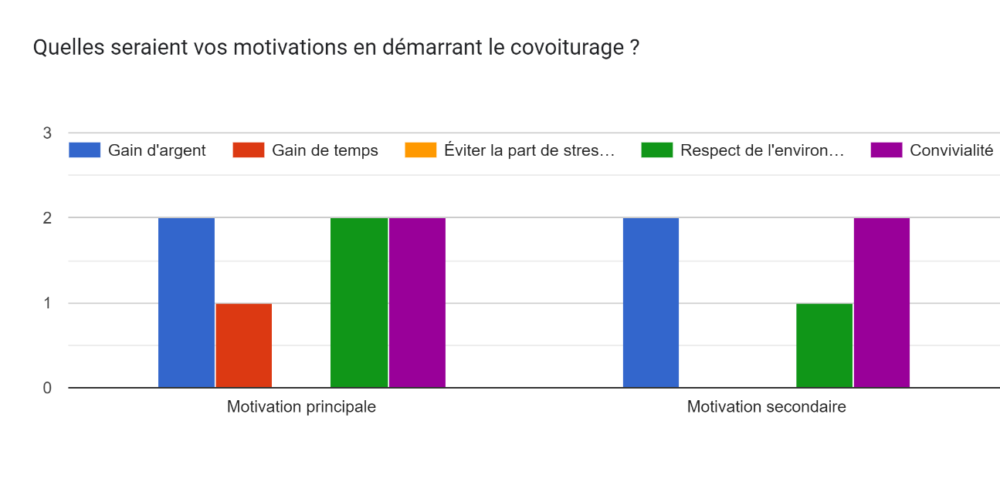 Quelles seraient vos motivations en démarrant le covoiturage ?
3
Gain d'argent Gain de temps Éviter la part de stres… Respect de l'environ… Convivialité
2
1
0
Motivation principale Motivation secondaire